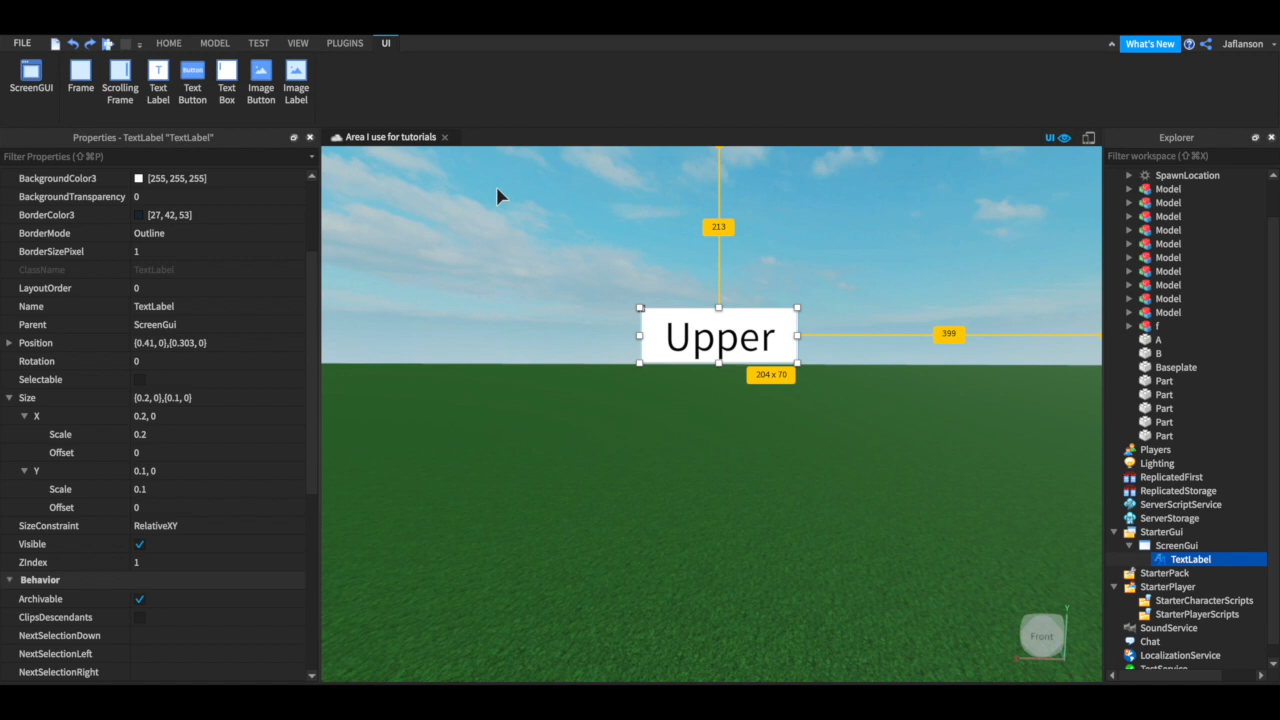 FILE HOME MODEL TEST VIEW PLUGINS UI What's New Jaflanson
ScreenGUI Frame Scrolling Frame Text Label Text Button Button Text Box Image Button Image Label
Properties - TextLabel "TextLabel"
Filter Properties (⇧⌘P)
BackgroundColor3 [255, 255, 255]
BackgroundTransparency 0
BorderColor3 [27, 42, 53]
BorderMode Outline
BorderSizePixel 1
ClassName TextLabel
LayoutOrder 0
Name TextLabel
Parent ScreenGui
Position {0.41, 0},{0.303, 0}
Rotation 0
Selectable
Size {0.2, 0},{0.1, 0}
X 0.2, 0
Scale 0.2
Offset 0
Y 0.1, 0
Scale 0.1
Offset 0
SizeConstraint RelativeXY
Visible
ZIndex 1
Behavior
Archivable
ClipsDescendants
NextSelectionDown
NextSelectionLeft
NextSelectionRight
Area I use for tutorials
UI
213
Upper
399
204 x 70
Front
Y
Explorer
Filter workspace (⇧⌘X)
SpawnLocation
Model
Model
Model
Model
Model
Model
Model
Model
Model
Model
f
A
B
Baseplate
Part
Part
Part
Part
Part
Players
Lighting
ReplicatedFirst
ReplicatedStorage
ServerScriptService
ServerStorage
StarterGui
ScreenGui
TextLabel
StarterPack
StarterPlayer
StarterCharacterScripts
StarterPlayerScripts
SoundService
Chat
LocalizationService
TestService